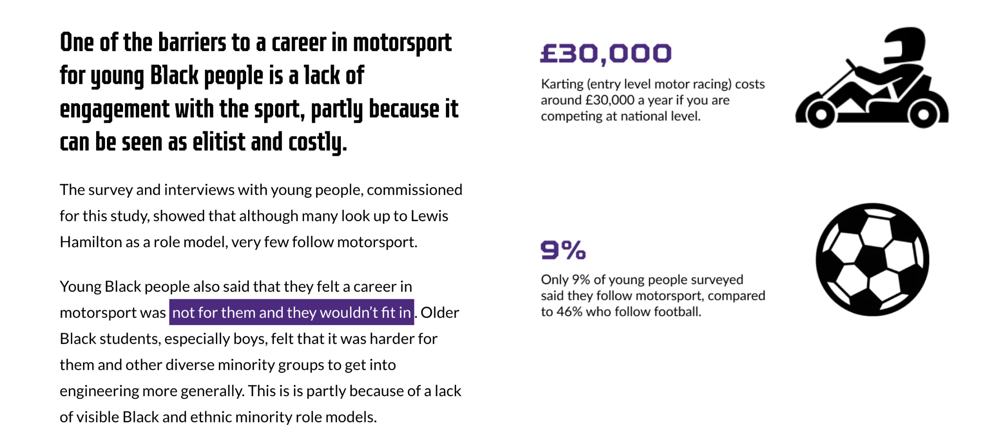 One of the barriers to a career in motorsport
for young Black people is a lack of
engagement with the sport, partly because it
can be seen as elitist and costly.
The survey and interviews with young people, commissioned
for this study, showed that although many look up to Lewis
Hamilton as a role model, very few follow motorsport.
Young Black people also said that they felt a career in
motorsport was not for them and they wouldn’t fit in. Older
Black students, especially boys, felt that it was harder for
them and other diverse minority groups to get into
engineering more generally. This is is partly because of a lack
of visible Black and ethnic minority role models.
£30,000
Karting (entry level motor racing) costs
around £30,000 a year if you are
competing at national level.
9%
Only 9% of young people surveyed
said they follow motorsport, compared
to 46% who follow football.